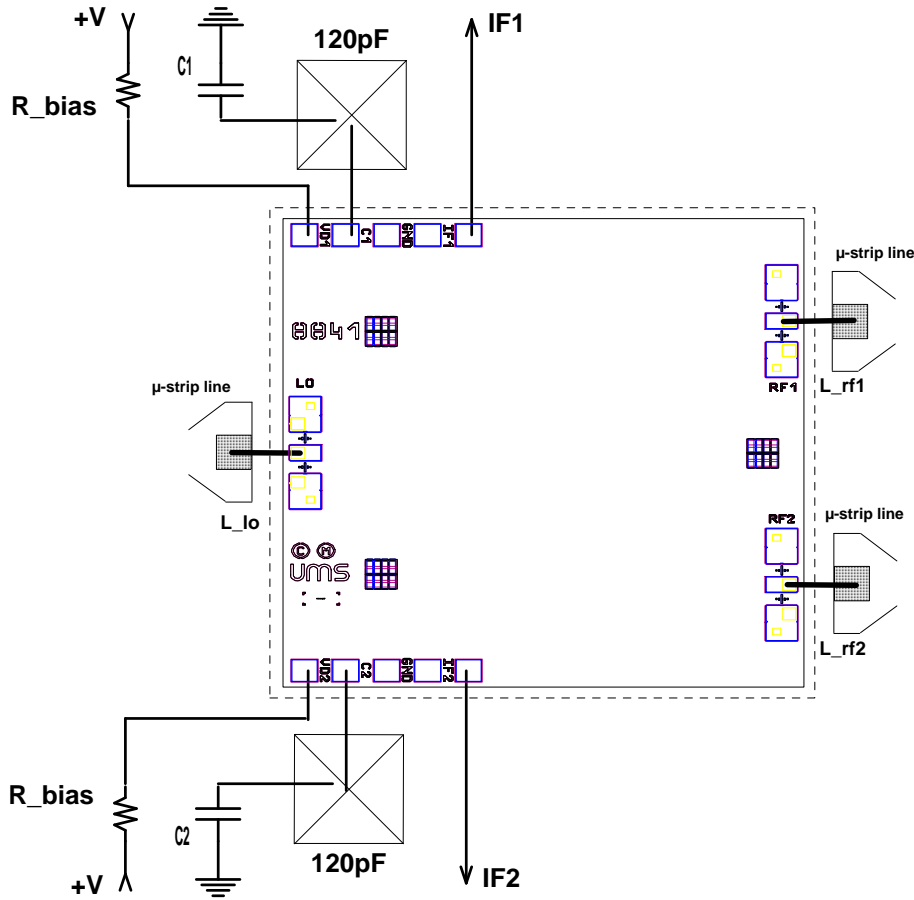 +V
IF1
120pF
C1
R_bias
VD1
C1
GND
IF1
µ-strip line
8841
RF1
L_rf1
µ-strip line
LO
L_lo
RF2
µ-strip line
© Ⓜ
UMS
L_rf2
VD2
C2
GND
IF2
R_bias
C2
120pF
+V
IF2